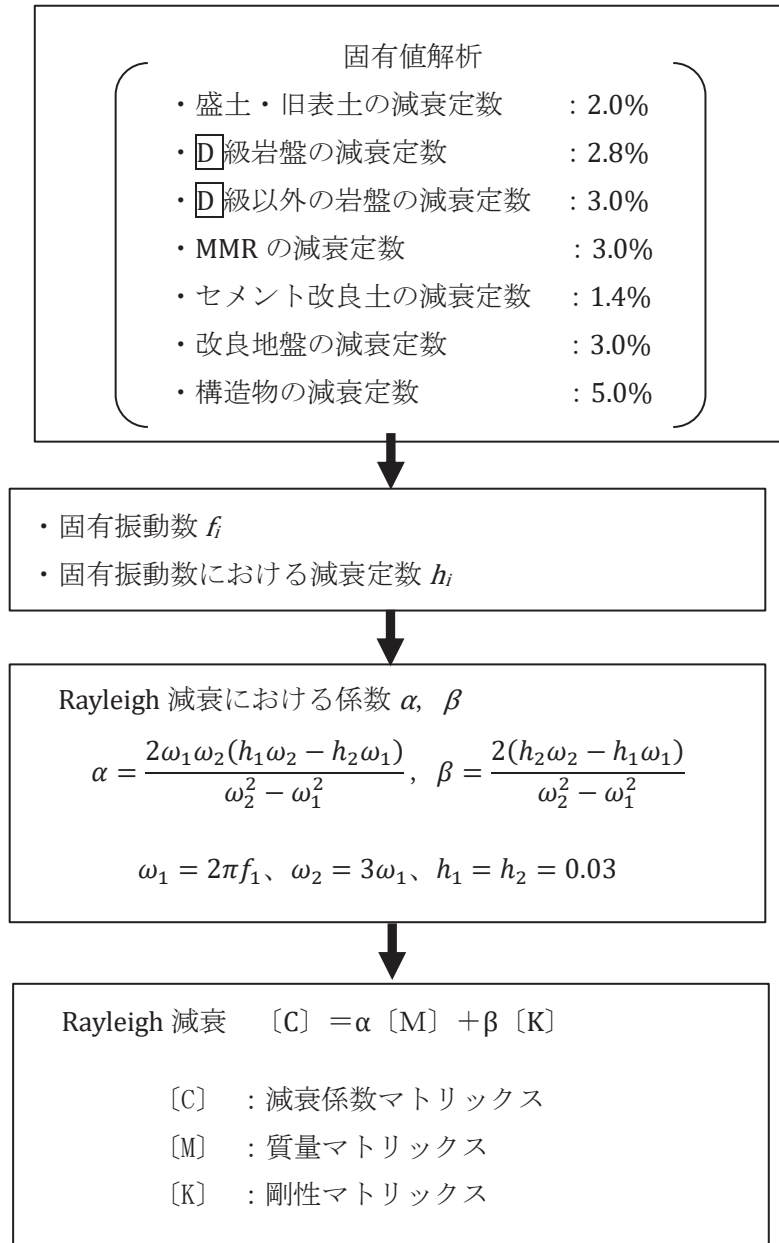 固有値解析
・盛土・旧表土の減衰定数 : 2.0%
・D級岩盤の減衰定数 : 2.8%
・D級以外の岩盤の減衰定数 : 3.0%
・MMR の減衰定数 : 3.0%
・セメント改良土の減衰定数 : 1.4%
・改良地盤の減衰定数 : 3.0%
・構造物の減衰定数 : 5.0%
・固有振動数 fᵢ
・固有振動数における減衰定数 hᵢ
Rayleigh 減衰における係数 α, β
α = 2ω₁ω₂(h₁ω₂ − h₂ω₁) / (ω₂² − ω₁²) , β = 2(h₂ω₂ − h₁ω₁) / (ω₂² − ω₁²)
ω₁ = 2πf₁、ω₂ = 3ω₁、h₁ = h₂ = 0.03
Rayleigh 減衰 〔C〕＝α〔M〕＋β〔K〕
〔C〕 : 減衰係数マトリックス
〔M〕 : 質量マトリックス
〔K〕 : 剛性マトリックス